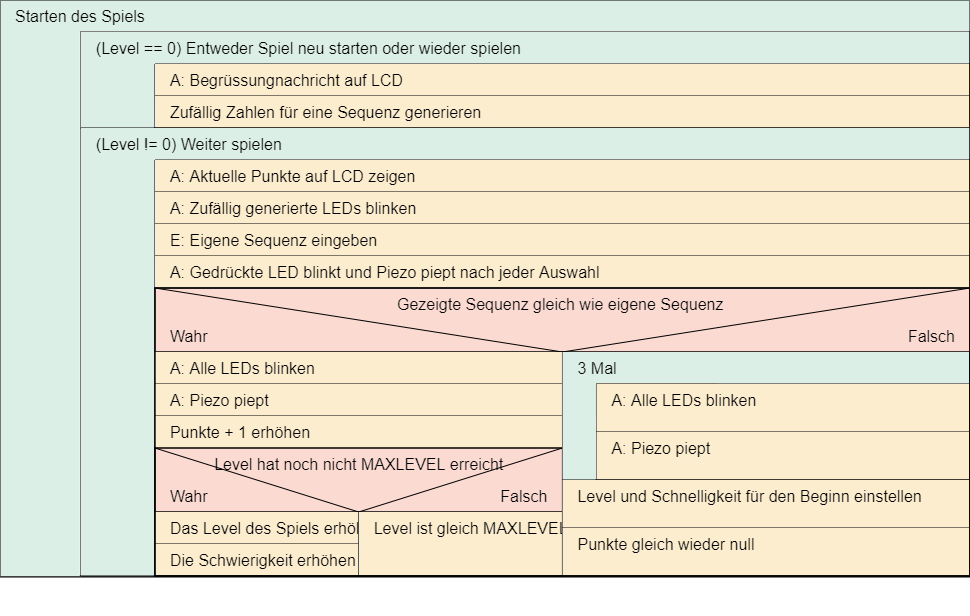 Starten des Spiels
(Level == 0) Entweder Spiel neu starten oder wieder spielen
A: Begrüssungnachricht auf LCD
Zufällig Zahlen für eine Sequenz generieren
(Level != 0) Weiter spielen
A: Aktuelle Punkte auf LCD zeigen
A: Zufällig generierte LEDs blinken
E: Eigene Sequenz eingeben
A: Gedrückte LED blinkt und Piezo piept nach jeder Auswahl
Gezeigte Sequenz gleich wie eigene Sequenz
Wahr
Falsch
A: Alle LEDs blinken
A: Piezo piept
Punkte + 1 erhöhen
Level hat noch nicht MAXLEVEL erreicht
Wahr
Falsch
Das Level des Spiels
Die Schwierigkeit erhöhen
Level ist gleich
3 Mal
A: Alle LEDs blinken
A: Piezo piept
Level und Schnelligkeit für den Beginn einstellen
Punkte gleich wieder null